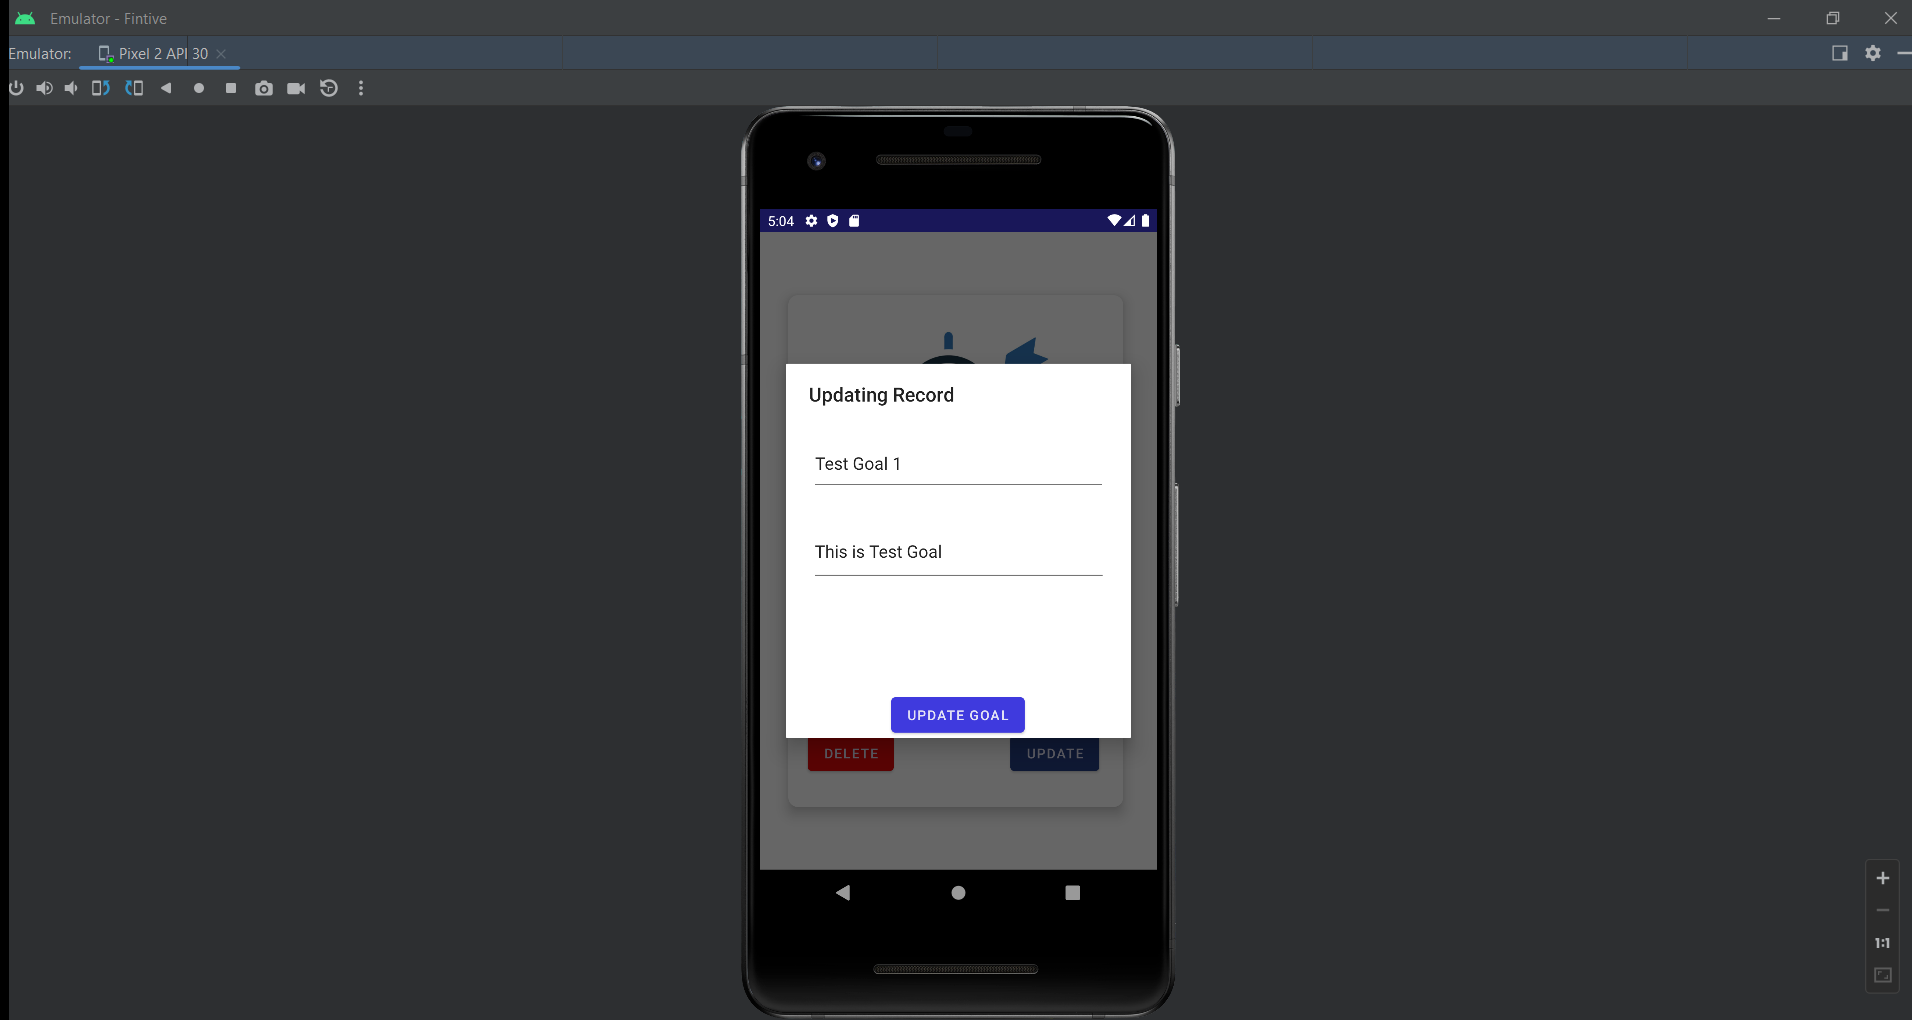 Emulator - Fintive
Emulator: Pixel 2 API 30
5:04
Updating Record
Test Goal 1
This is Test Goal
UPDATE GOAL
DELETE UPDATE
1:1